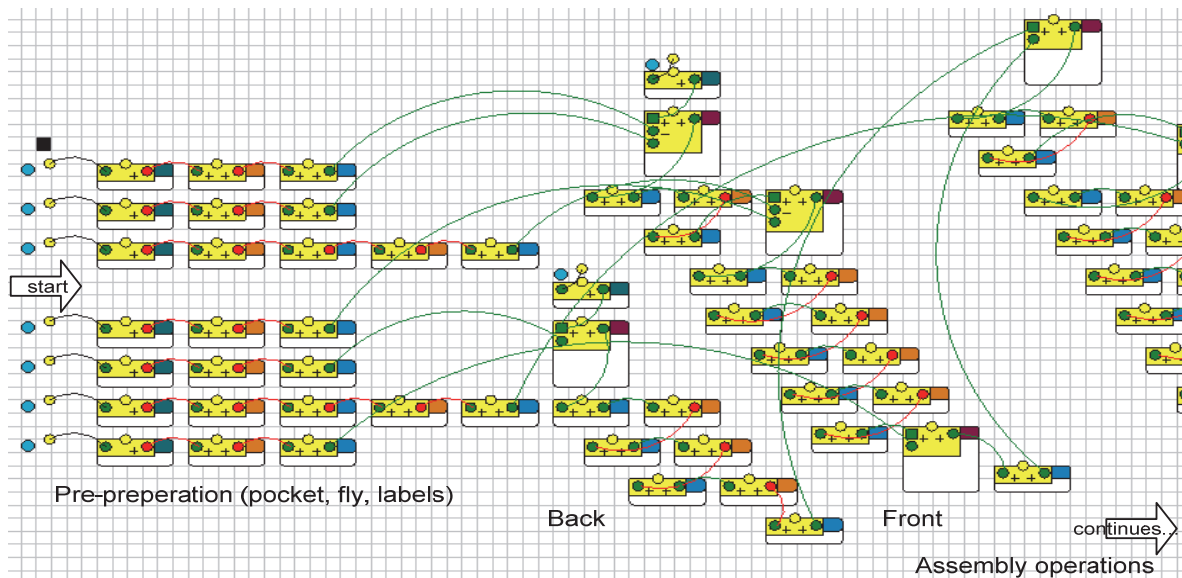 start
Pre-preperation (pocket, fly, labels)
Back
Front
continues...
Assembly operations